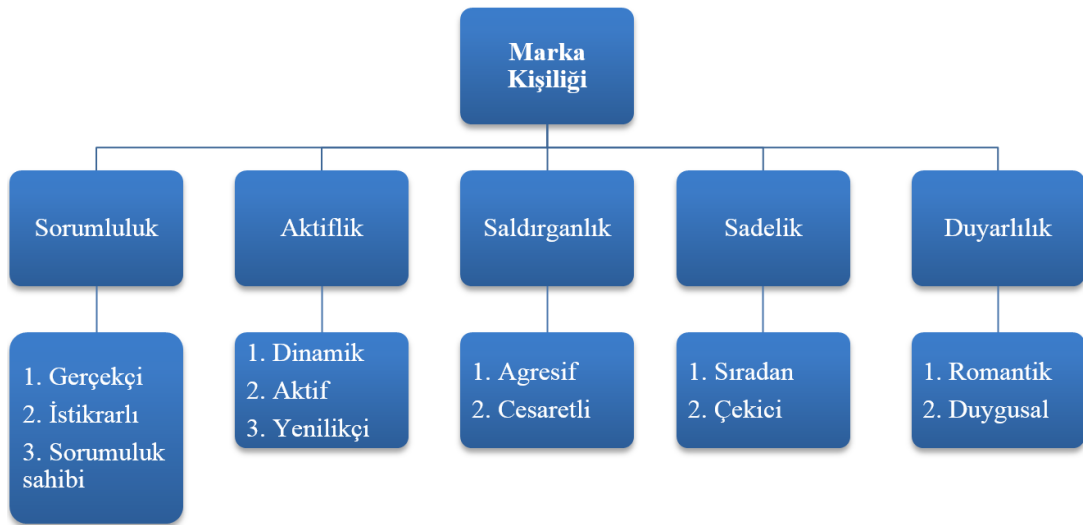 Marka
Kişiliği
Sorumluluk
Aktiflik
Saldırganlık
Sadelik
Duyarlılık
1. Gerçekçi
2. İstikrarlı
3. Sorumuluk
sahibi
1. Dinamik
2. Aktif
3. Yenilikçi
1. Agresif
2. Cesaretli
1. Sıradan
2. Çekici
1. Romantik
2. Duygusal